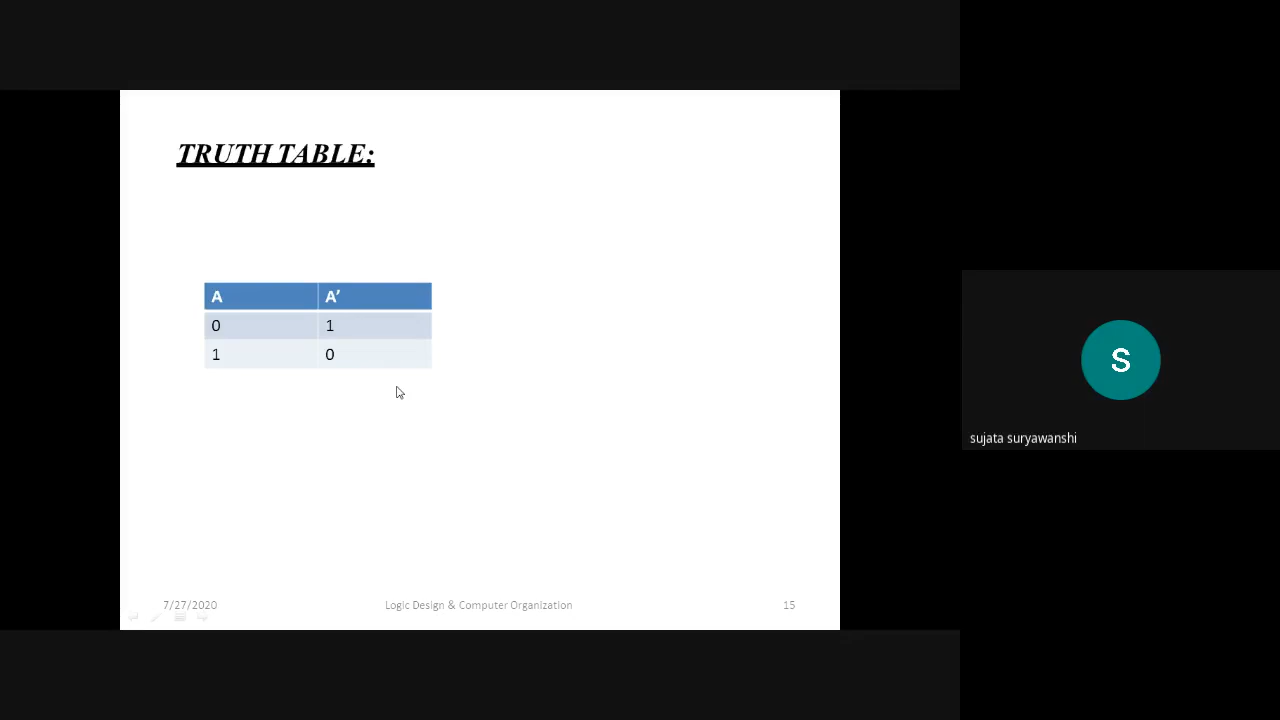 TRUTH TABLE:
A A’
0 1
1 0
7/27/2020 Logic Design & Computer Organization 15
S
sujata suryawanshi